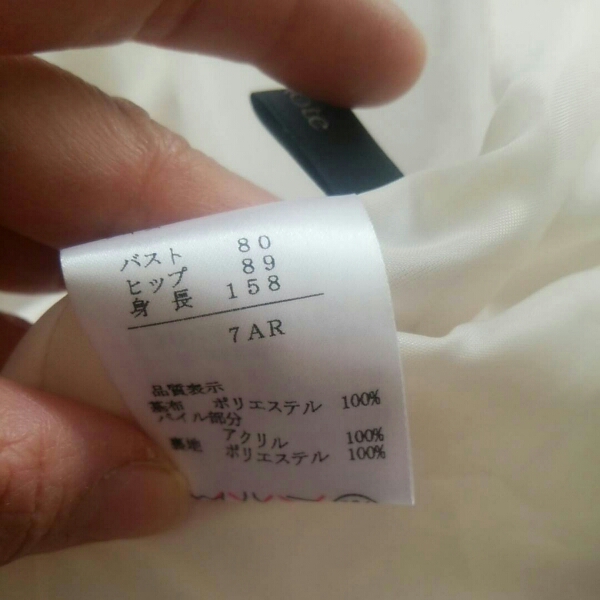 バスト 80
ヒップ 89
身長 158
7AR
品質表示
基布 ポリエステル 100%
パイル部分
アクリル 100%
裏地 ポリエステル 100%